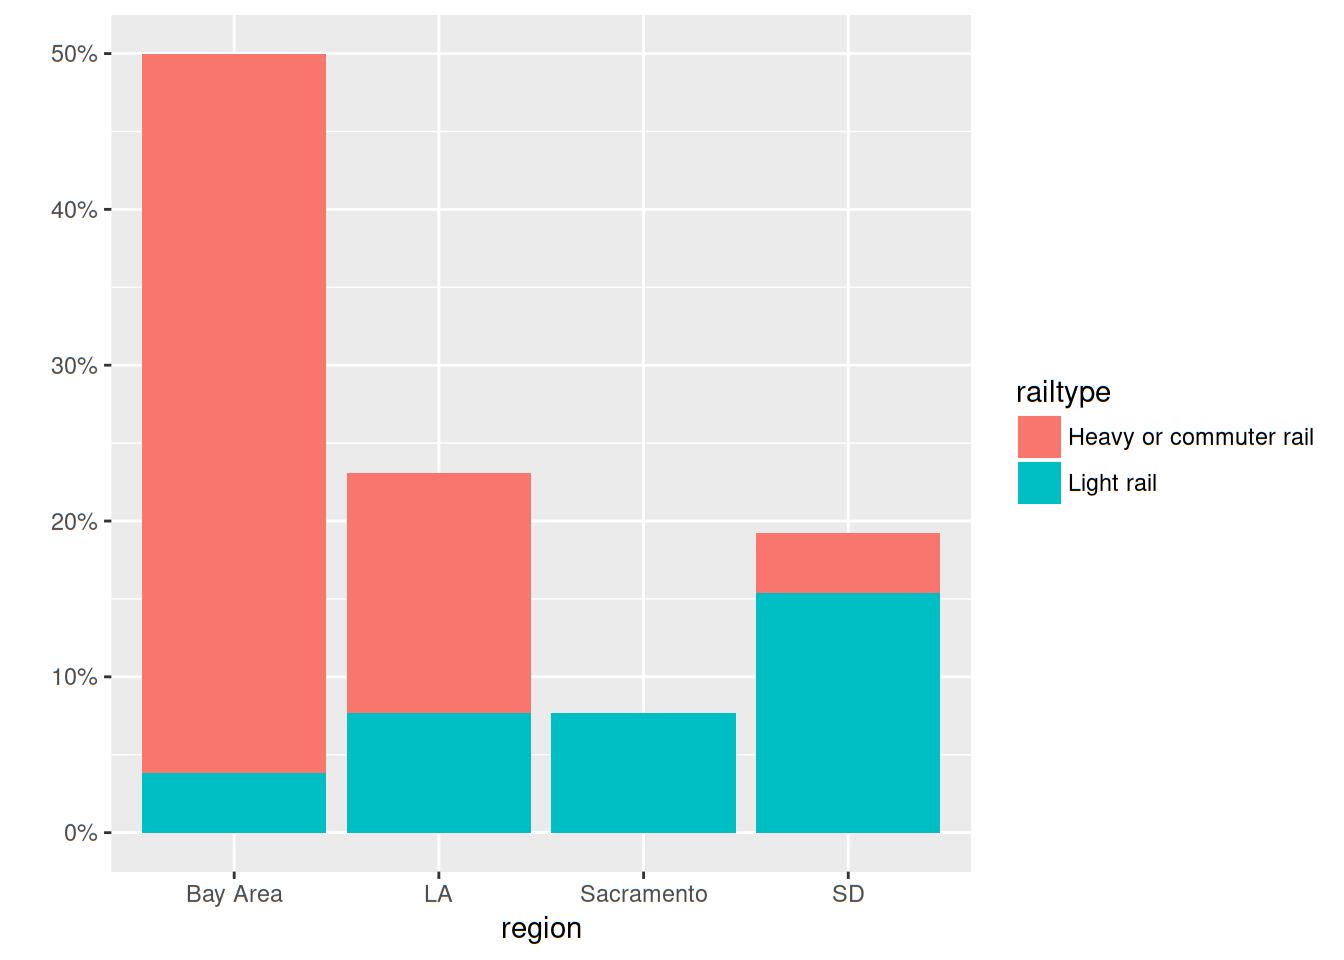 50%
40%
30%
20%
10%
0%
Bay Area LA Sacramento SD
region
railtype
Heavy or commuter rail
Light rail